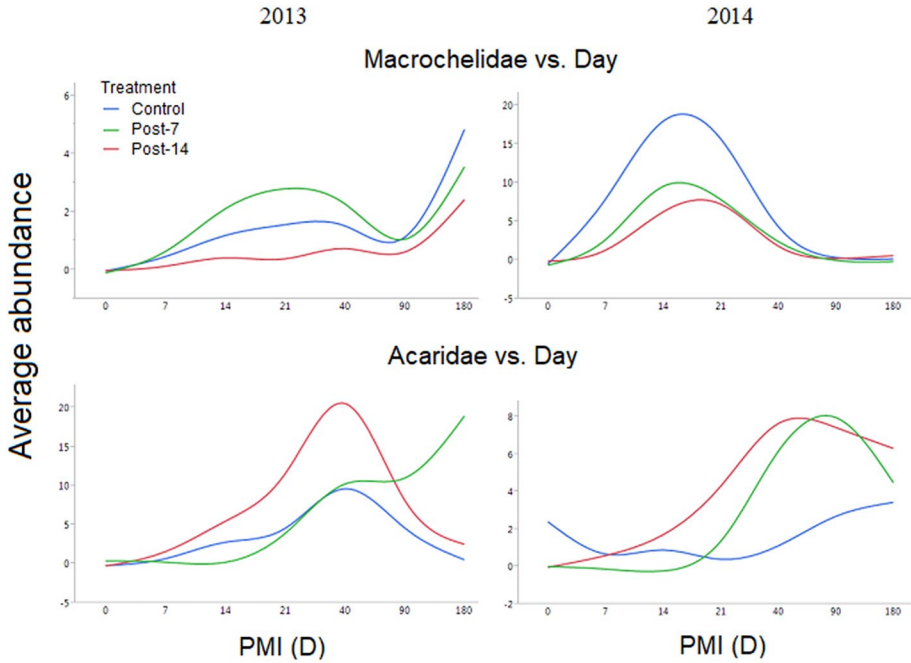 2013
2014
Macrochelidae vs. Day
Treatment
Control
Post-7
Post-14
6
4
2
0
0 7 14 21 40 90 180
20
15
10
5
0
-5
0 7 14 21 40 90 180
Average abundance
Acaridae vs. Day
20
15
10
5
0
-5
0 7 14 21 40 90 180
8
6
4
2
0
-2
0 7 14 21 40 90 180
PMI (D)
PMI (D)